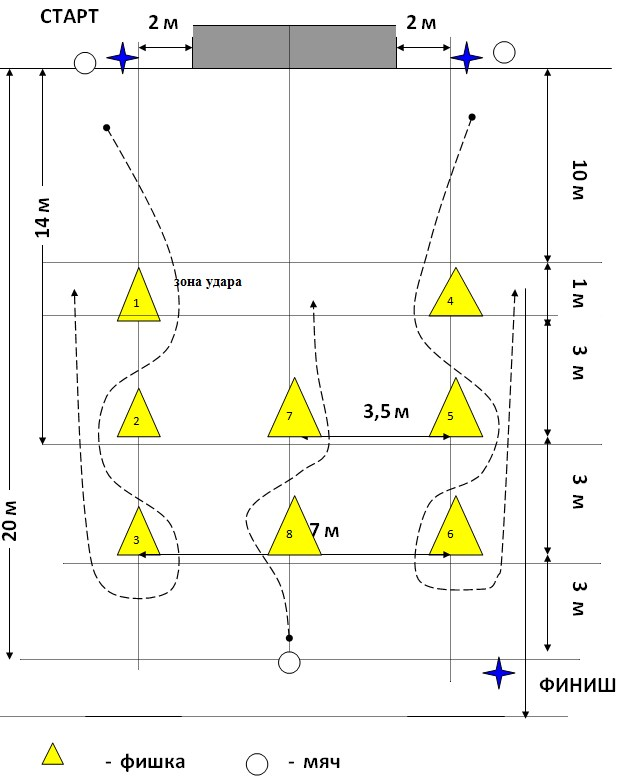 СТАРТ
2 м
2 м
10 м
14 м
зона удара
1 м
1
4
3 м
2
7
3,5 м
5
3 м
20 м
3
8
7 м
6
3 м
ФИНИШ
- фишка
- мяч